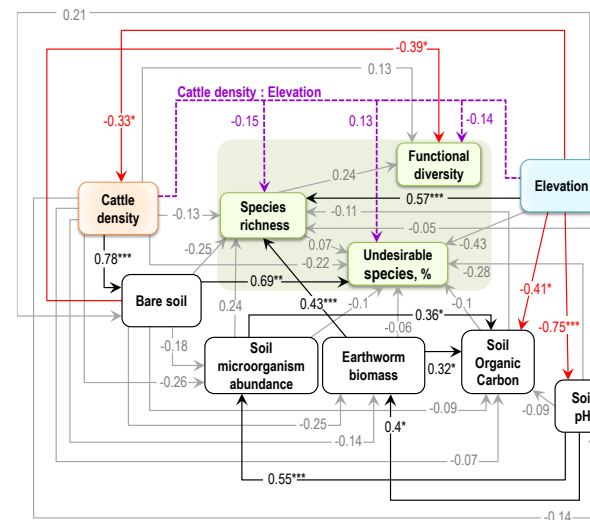 0.21
-0.39*
0.13
Cattle density : Elevation
-0.33*
-0.15
0.13
-0.14
Functional
diversity
0.24
Elevation
Cattle
density
-0.13
Species
richness
0.57***
-0.11
-0.05
0.78***
-0.25
0.07
-0.22
Undesirable
species, %
-0.43
-0.28
Bare soil
0.69**
-0.41*
0.24
0.43***
-0.1
0.36*
-0.06
-0.1
-0.75***
-0.18
Soil
microorganism
abundance
Earthworm
biomass
0.32*
Soil
Organic
Carbon
-0.26
-0.09
-0.09
pH
-0.25
0.4*
-0.14
-0.07
0.55***
-0.14